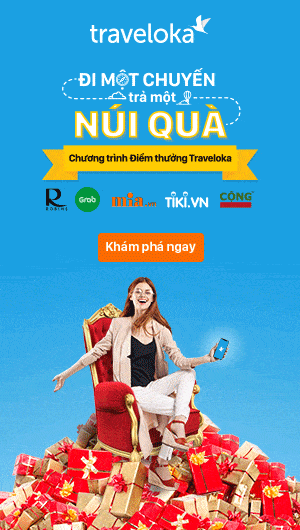 traveloka
ĐI MỘT CHUYẾN
trả một
NÚI QUÀ
Chương trình Điểm thưởng Traveloka
R ROBINS Grab TIKI.VN CỘNG
Khám phá ngay